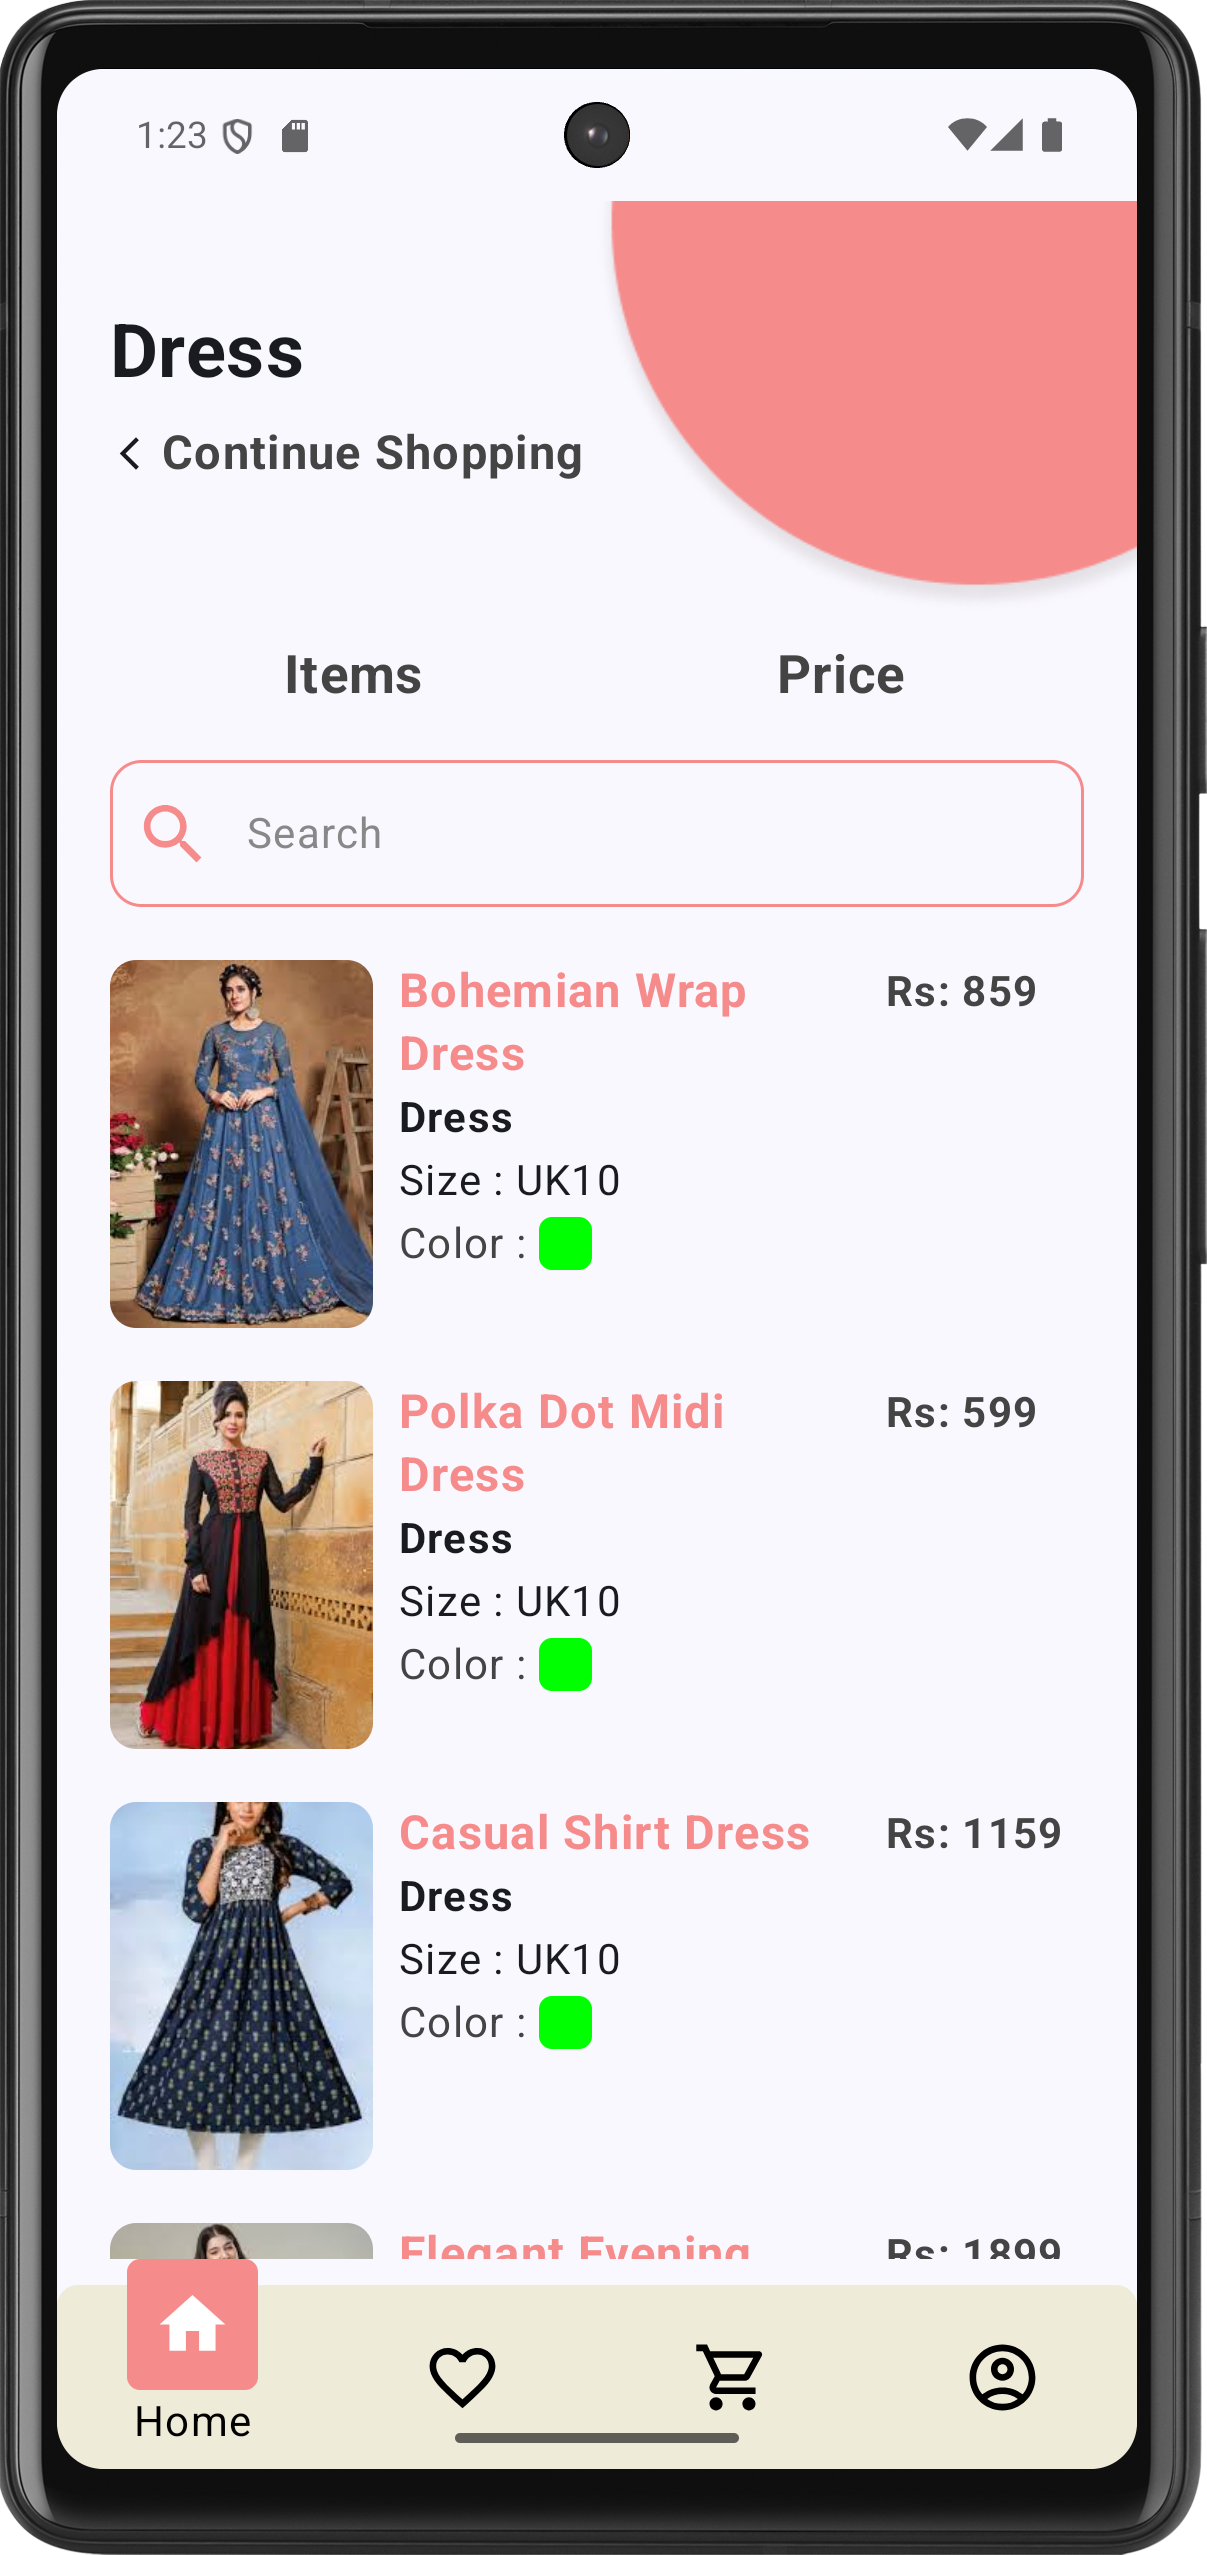 1:23
Dress
Continue Shopping
Items Price
Search
Bohemian Wrap Rs: 859
Dress
Dress
Size : UK10
Color :
Polka Dot Midi Rs: 599
Dress
Dress
Size : UK10
Color :
Casual Shirt Dress Rs: 1159
Dress
Size : UK10
Color :
Elegant Evening Rs: 1899
Home